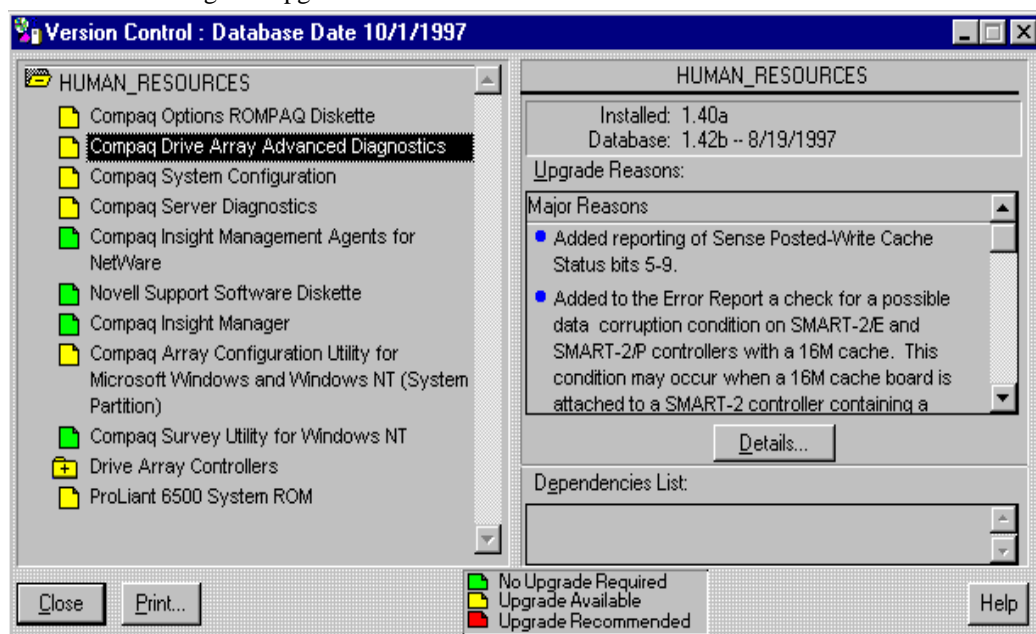 Version Control : Database Date 10/1/1997
HUMAN_RESOURCES
Compaq Options ROMPAQ Diskette
Compaq Drive Array Advanced Diagnostics
Compaq System Configuration
Compaq Server Diagnostics
Compaq Insight Management Agents for
NetWare
Novell Support Software Diskette
Compaq Insight Manager
Compaq Array Configuration Utility for
Microsoft Windows and Windows NT (System
Partition)
Compaq Survey Utility for Windows NT
Drive Array Controllers
ProLiant 6500 System ROM
HUMAN_RESOURCES
Installed: 1.40a
Database: 1.42b -- 8/19/1997
Upgrade Reasons:
Major Reasons
Added reporting of Sense Posted-Write Cache
Status bits 5-9.
Added to the Error Report a check for a possible
data corruption condition on SMART-2/E and
SMART-2/P controllers with a 16M cache. This
condition may occur when a 16M cache board is
attached to a SMART-2 controller containing a
Details...
Dependencies List:
Close
Print...
No Upgrade Required
Upgrade Available
Upgrade Recommended
Help